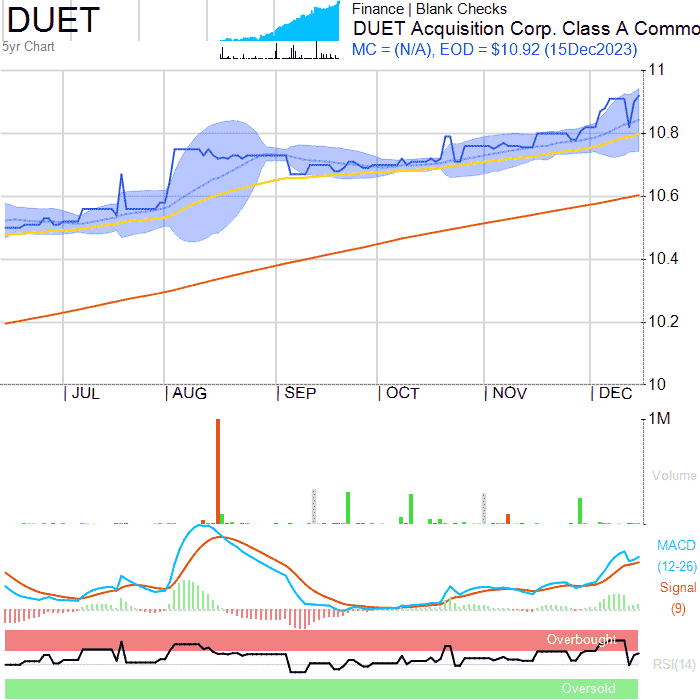 DUET
5yr Chart
Finance | Blank Checks
DUET Acquisition Corp. Class A Commo
MC = (N/A), EOD = $10.92 (15Dec2023)
11
10.8
10.6
10.4
10.2
10
| JUL | AUG | SEP | OCT | NOV | DEC
1M
Volume
MACD
(12-26)
Signal
(9)
Overbought
RSI(14)
Oversold